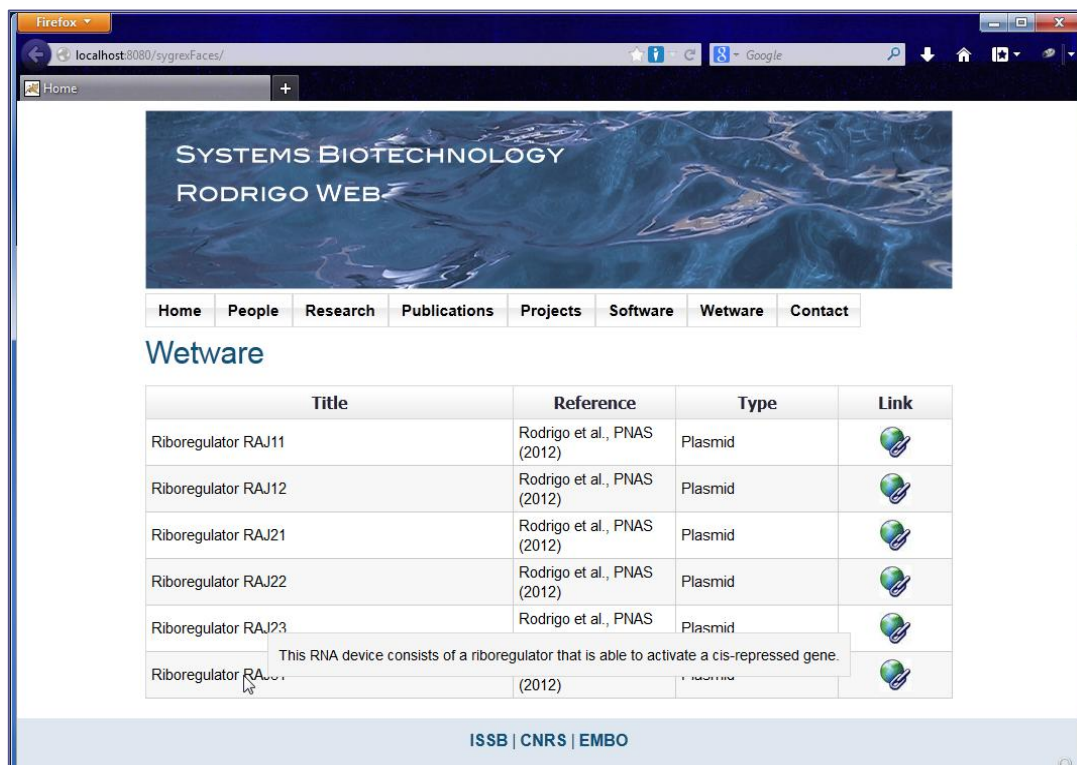 Firefox
localhost:8080/sygrexFaces/
Google
Home
SYSTEMS BIOTECHNOLOGY
RODRIGO WEB
Home People Research Publications Projects Software Wetware Contact
Wetware
Title Reference Type Link
Riboregulator RAJ11 Rodrigo et al., PNAS (2012) Plasmid
Riboregulator RAJ12 Rodrigo et al., PNAS (2012) Plasmid
Riboregulator RAJ21 Rodrigo et al., PNAS (2012) Plasmid
Riboregulator RAJ22 Rodrigo et al., PNAS (2012) Plasmid
Riboregulator RAJ23 Rodrigo et al., PNAS Plasmid
This RNA device consists of a riboregulator that is able to activate a cis-repressed gene.
Riboregulator (2012)
ISSB | CNRS | EMBO